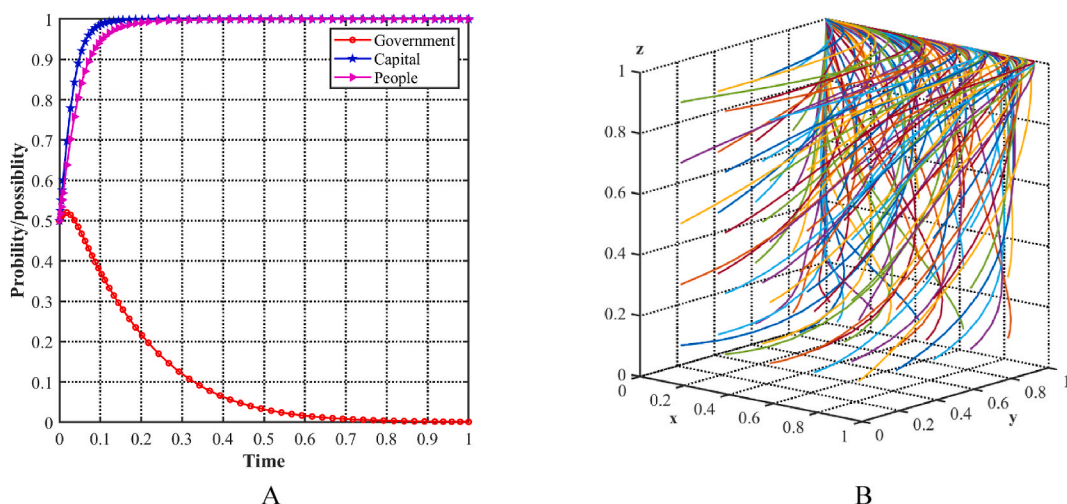 1
0.9
0.8
0.7
0.6
0.5
0.4
0.3
0.2
0.1
0
Probility/possiblity
0 0.1 0.2 0.3 0.4 0.5 0.6 0.7 0.8 0.9 1
Time
Government
Capital
People
A
z
1
0.8
0.6
0.4
0.2
0
0 0.2 0.4 0.6 0.8 1
x
0 0.2 0.4 0.6 0.8 1
y
B